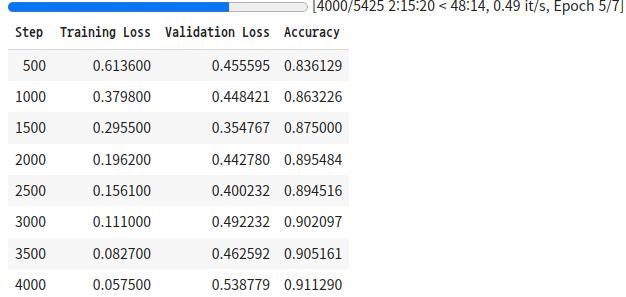 [4000/5425 2:15:20 < 48:14, 0.49 it/s, Epoch 5/7]
Step Training Loss Validation Loss Accuracy
500 0.613600 0.455595 0.836129
1000 0.379800 0.448421 0.863226
1500 0.295500 0.354767 0.875000
2000 0.196200 0.442780 0.895484
2500 0.156100 0.400232 0.894516
3000 0.111000 0.492232 0.902097
3500 0.082700 0.462592 0.905161
4000 0.057500 0.538779 0.911290